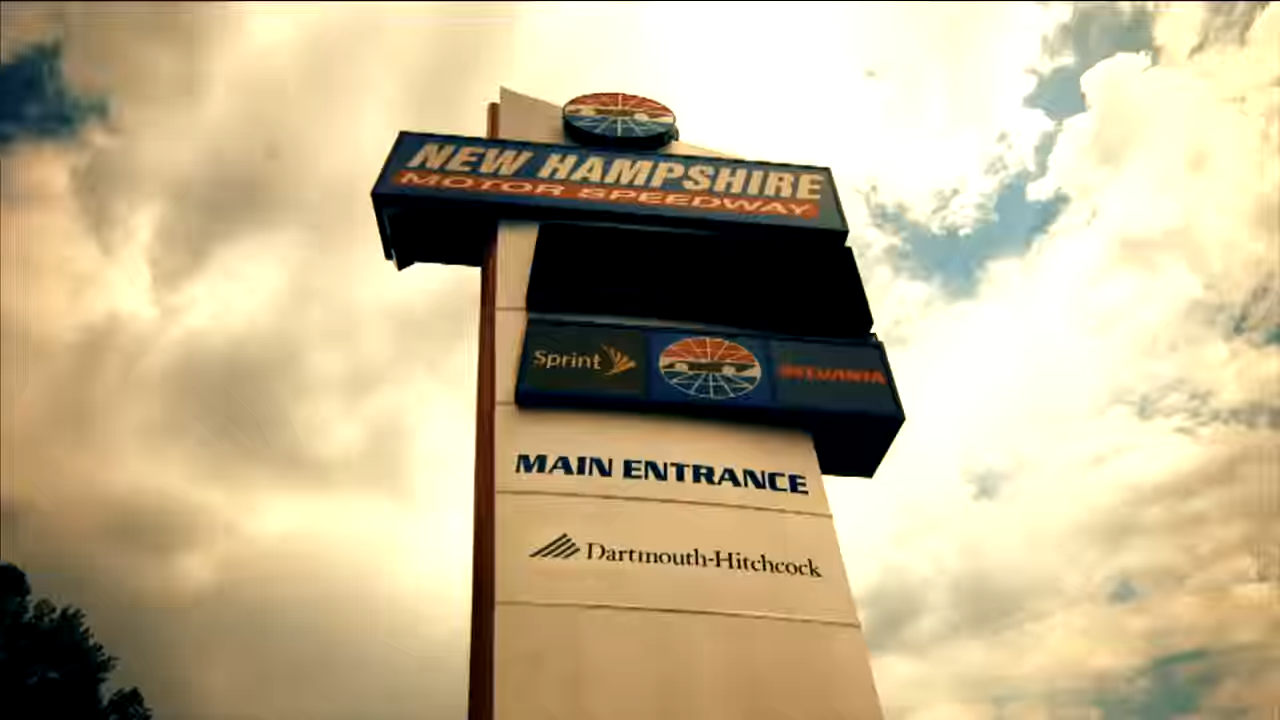 NEW HAMPSHIRE
MOTOR SPEEDWAY
Sprint
SYLVANIA
MAIN ENTRANCE
Dartmouth-Hitchcock